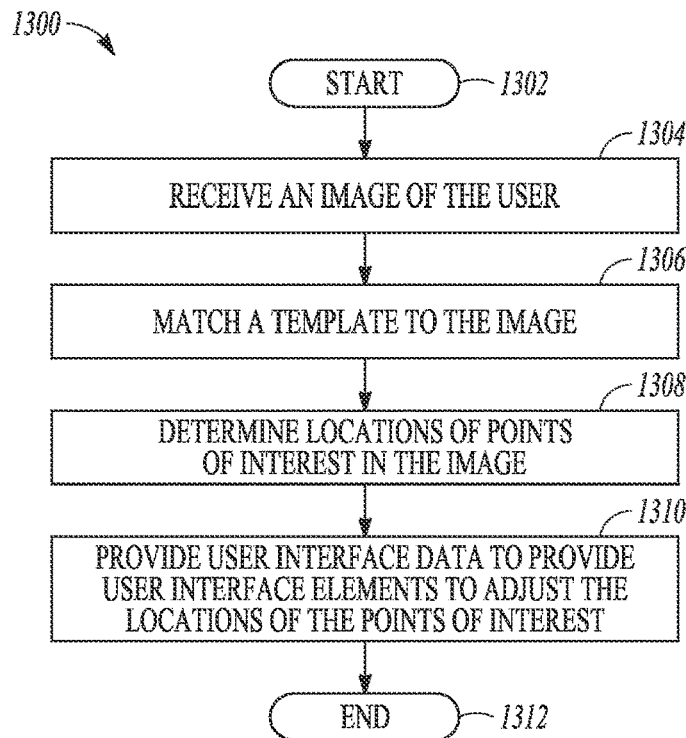 1300
START
1302
1304
RECEIVE AN IMAGE OF THE USER
1306
MATCH A TEMPLATE TO THE IMAGE
1308
DETERMINE LOCATIONS OF POINTS
OF INTEREST IN THE IMAGE
1310
PROVIDE USER INTERFACE DATA TO PROVIDE
USER INTERFACE ELEMENTS TO ADJUST THE
LOCATIONS OF THE POINTS OF INTEREST
END
1312